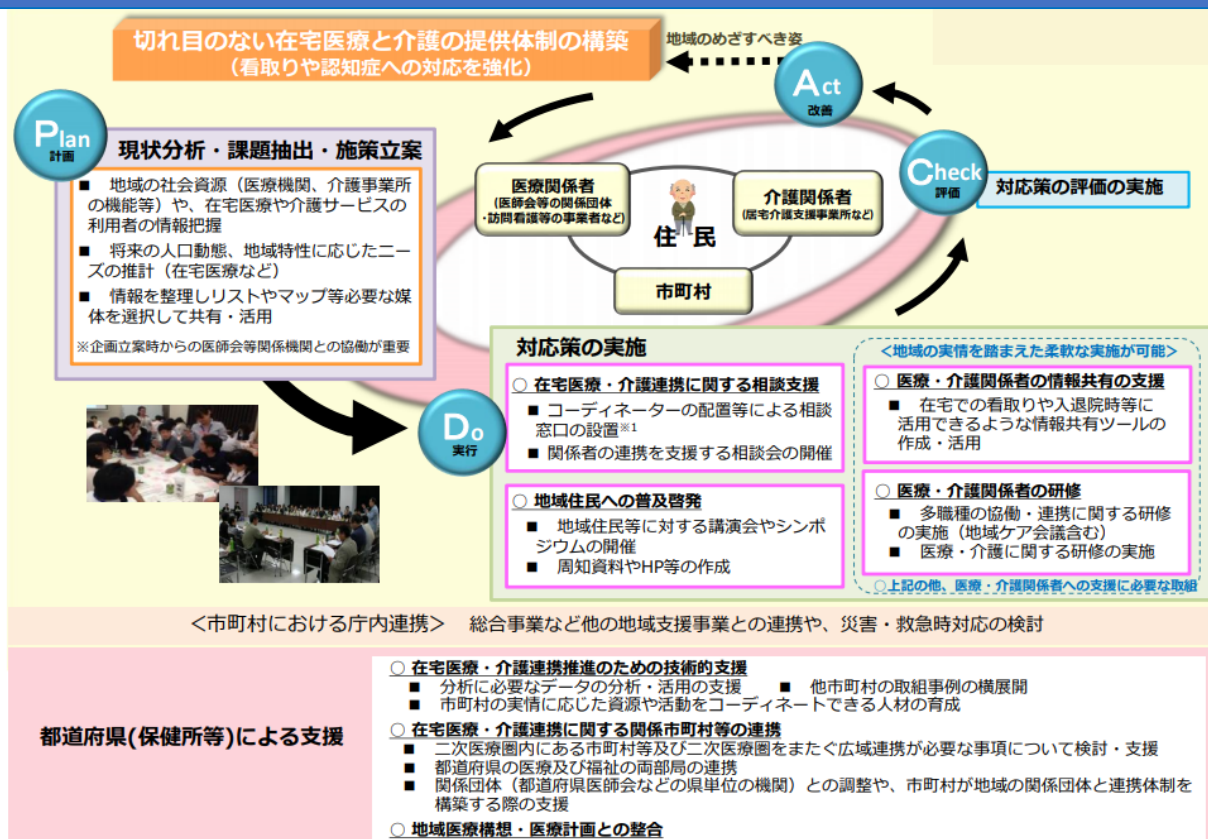 切れ目のない在宅医療と介護の提供体制の構築
（看取りや認知症への対応を強化）
地域のめざすべき姿
Act
改善
Plan
計画
現状分析・課題抽出・施策立案
■ 地域の社会資源（医療機関、介護事業所
の機能等）や、在宅医療や介護サービスの
利用者の情報把握
■ 将来の人口動態、地域特性に応じたニー
ズの推計（在宅医療など）
■ 情報を整理しリストやマップ等必要な媒
体を選択して共有・活用
※企画立案時からの医師会等関係機関との協働が重要
医療関係者
(医師会等の関係団体
・訪問看護等の事業者など)
住民
介護関係者
(居宅介護支援事業所など)
市町村
Check
評価
対応策の評価の実施
Do
実行
対応策の実施
○ 在宅医療・介護連携に関する相談支援
■ コーディネーターの配置等による相談
窓口の設置※1
■ 関係者の連携を支援する相談会の開催
○ 地域住民への普及啓発
■ 地域住民等に対する講演会やシンポ
ジウムの開催
■ 周知資料やHP等の作成
＜地域の実情を踏まえた柔軟な実施が可能＞
○ 医療・介護関係者の情報共有の支援
■ 在宅での看取りや入退院時等に
活用できるような情報共有ツールの
作成・活用
○ 医療・介護関係者の研修
■ 多職種の協働・連携に関する研修
の実施（地域ケア会議含む）
■ 医療・介護に関する研修の実施
○上記の他、医療・介護関係者への支援に必要な取組
＜市町村における庁内連携＞ 総合事業など他の地域支援事業との連携や、災害・救急時対応の検討
都道府県(保健所等)による支援
○ 在宅医療・介護連携推進のための技術的支援
■ 分析に必要なデータの分析・活用の支援 ■ 他市町村の取組事例の横展開
■ 市町村の実情に応じた資源や活動をコーディネートできる人材の育成
○ 在宅医療・介護連携に関する関係市町村等の連携
■ 二次医療圏内にある市町村等及び二次医療圏をまたぐ広域連携が必要な事項について検討・支援
■ 都道府県の医療及び福祉の両部局の連携
■ 関係団体（都道府県医師会などの県単位の機関）との調整や、市町村が地域の関係団体と連携体制を
構築する際の支援
○ 地域医療構想・医療計画との整合